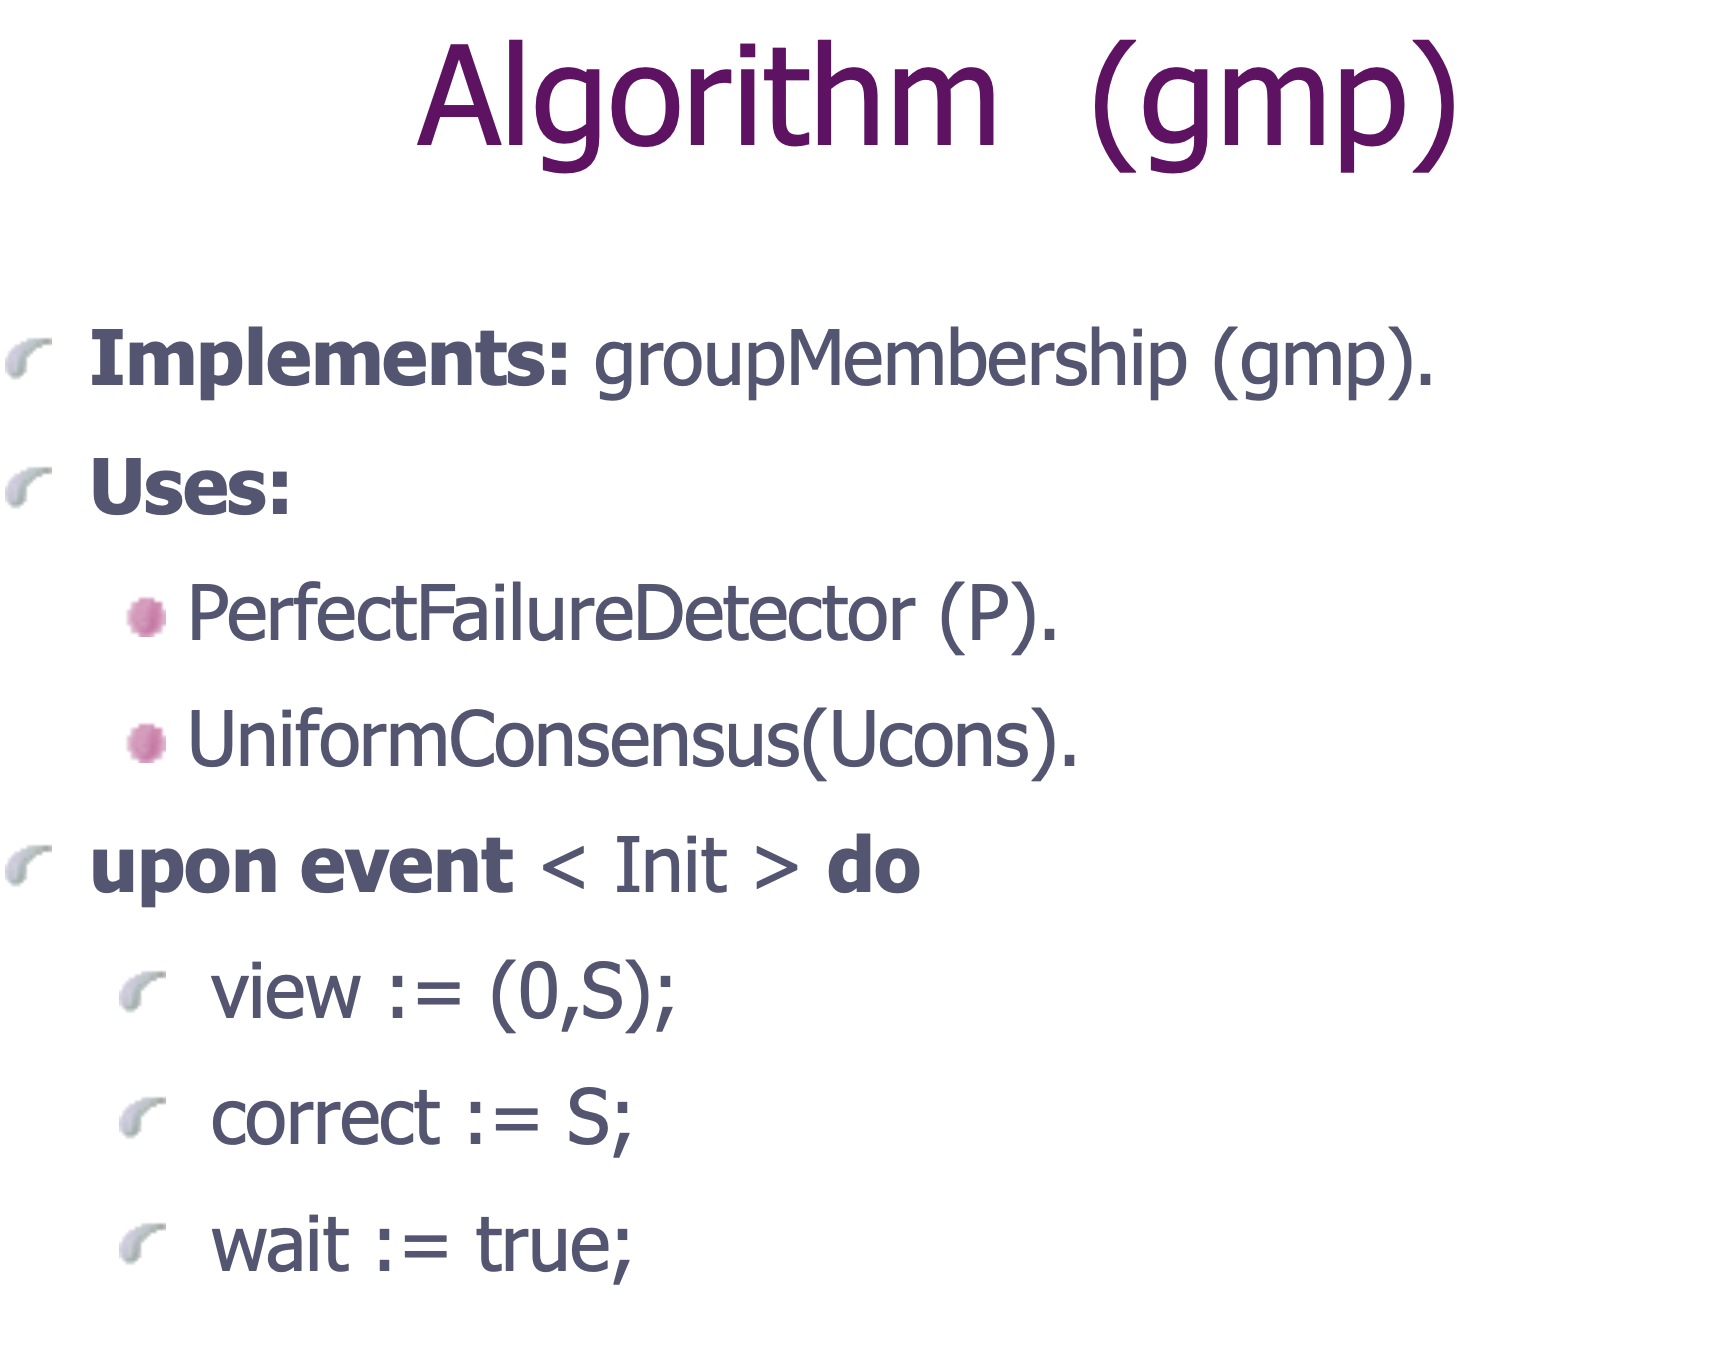 Algorithm (gmp)
Implements: groupMembership (gmp).
Uses:
PerfectFailureDetector (P).
UniformConsensus(Ucons).
upon event < Init > do
view := (0,S);
correct := S;
wait := true;